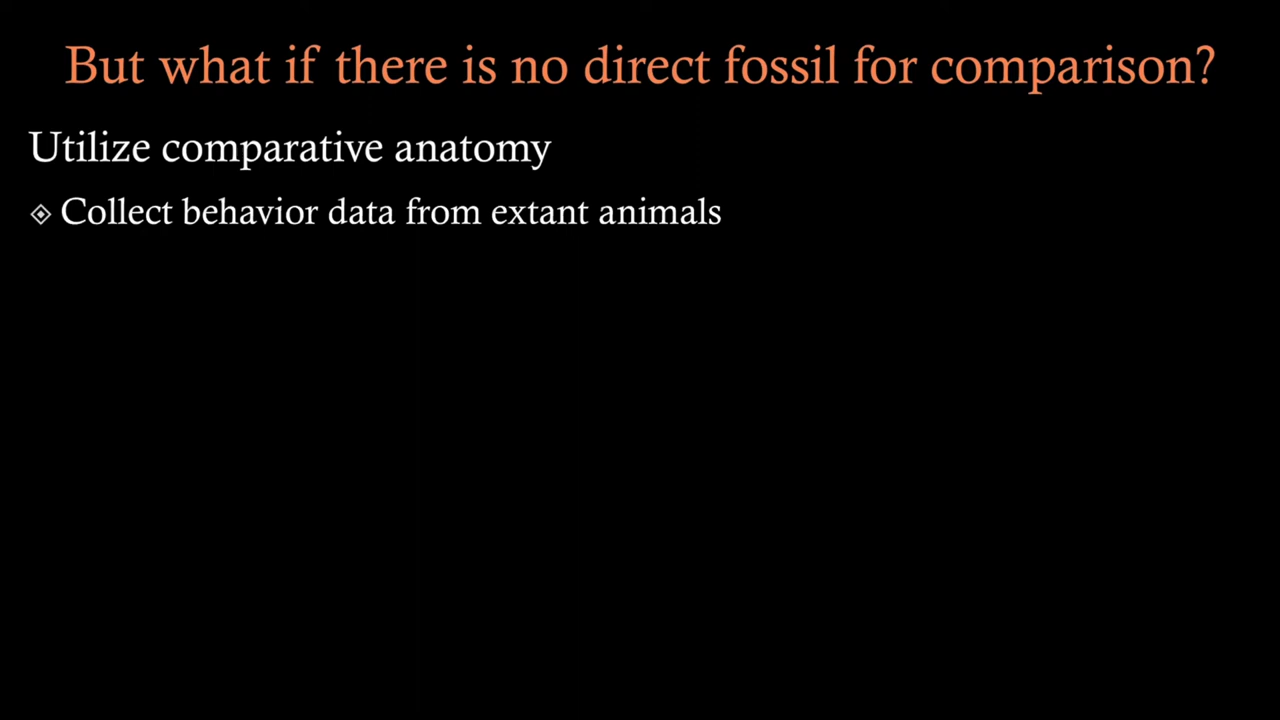 But what if there is no direct fossil for comparison?
Utilize comparative anatomy
Collect behavior data from extant animals